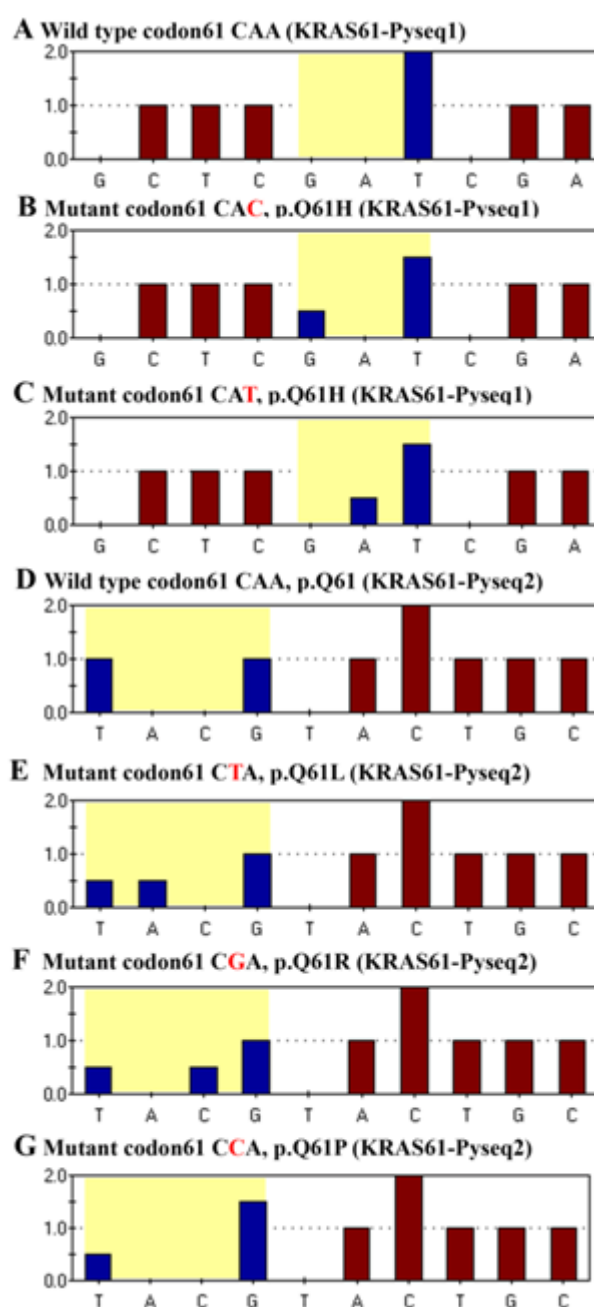 A Wild type codon61 CAA (KRAS61-Pyseq1)
2.0
1.0
0.0
G C T C G A T C G A
B Mutant codon61 CAC, p.Q61H (KRAS61-Pyseq1)
2.0
1.0
0.0
G C T C G A T C G A
C Mutant codon61 CAT, p.Q61H (KRAS61-Pyseq1)
2.0
1.0
0.0
G C T C G A T C G A
D Wild type codon61 CAA, p.Q61 (KRAS61-Pyseq2)
2.0
1.0
0.0
T A C G T A C T G C
E Mutant codon61 CTA, p.Q61L (KRAS61-Pyseq2)
2.0
1.0
0.0
T A C G T A C T G C
F Mutant codon61 CGA, p.Q61R (KRAS61-Pyseq2)
2.0
1.0
0.0
T A C G T A C T G C
G Mutant codon61 CCA, p.Q61P (KRAS61-Pyseq2)
2.0
1.0
0.0
T A C G T A C T G C